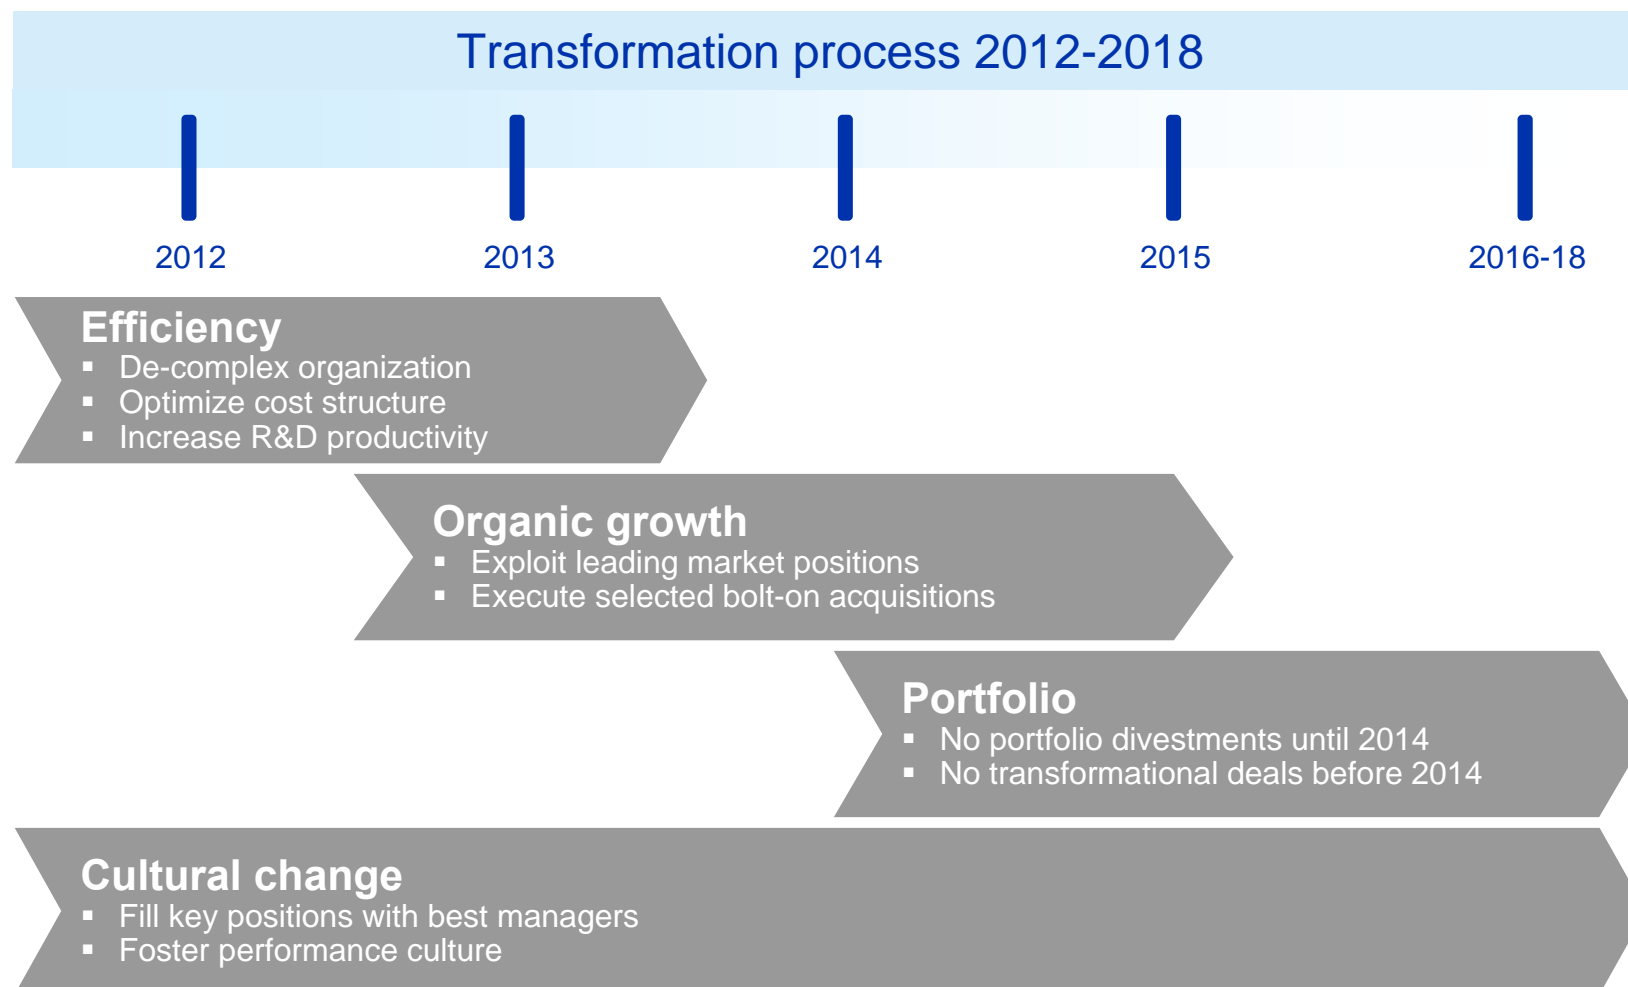 Transformation process 2012-2018
2012
2013
2014
2015
2016-18
Efficiency
▪ De-complex organization
▪ Optimize cost structure
▪ Increase R&D productivity
Organic growth
▪ Exploit leading market positions
▪ Execute selected bolt-on acquisitions
Portfolio
▪ No portfolio divestments until 2014
▪ No transformational deals before 2014
Cultural change
▪ Fill key positions with best managers
▪ Foster performance culture